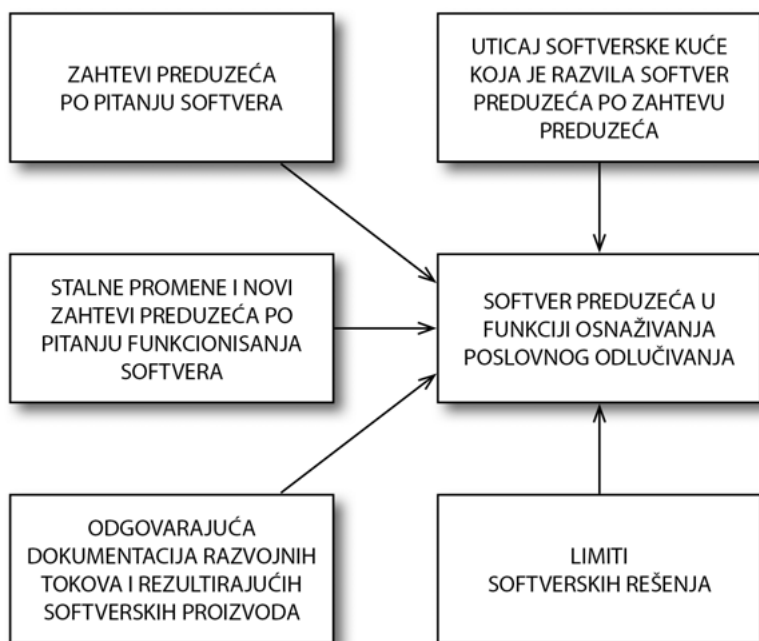 ZAHTEVI PREDUZEĆA
PO PITANJU SOFTVERA
UTICAJ SOFTVERSKE KUĆE
KOJA JE RAZVILA SOFTVER
PREDUZEĆA PO ZAHTEVU
PREDUZEĆA
STALNE PROMENE I NOVI
ZAHTEVI PREDUZEĆA PO
PITANJU FUNKCIONISANJA
SOFTVERA
SOFTVER PREDUZEĆA U
FUNKCIJI OSNAŽIVANJA
POSLOVNOG ODLUČIVANJA
ODGOVARAJUĆA
DOKUMENTACIJA RAZVOJNIH
TOKOVA I REZULTIRAJUĆIH
SOFTVERSKIH PROIZVODA
LIMITI
SOFTVERSKIH REŠENJA